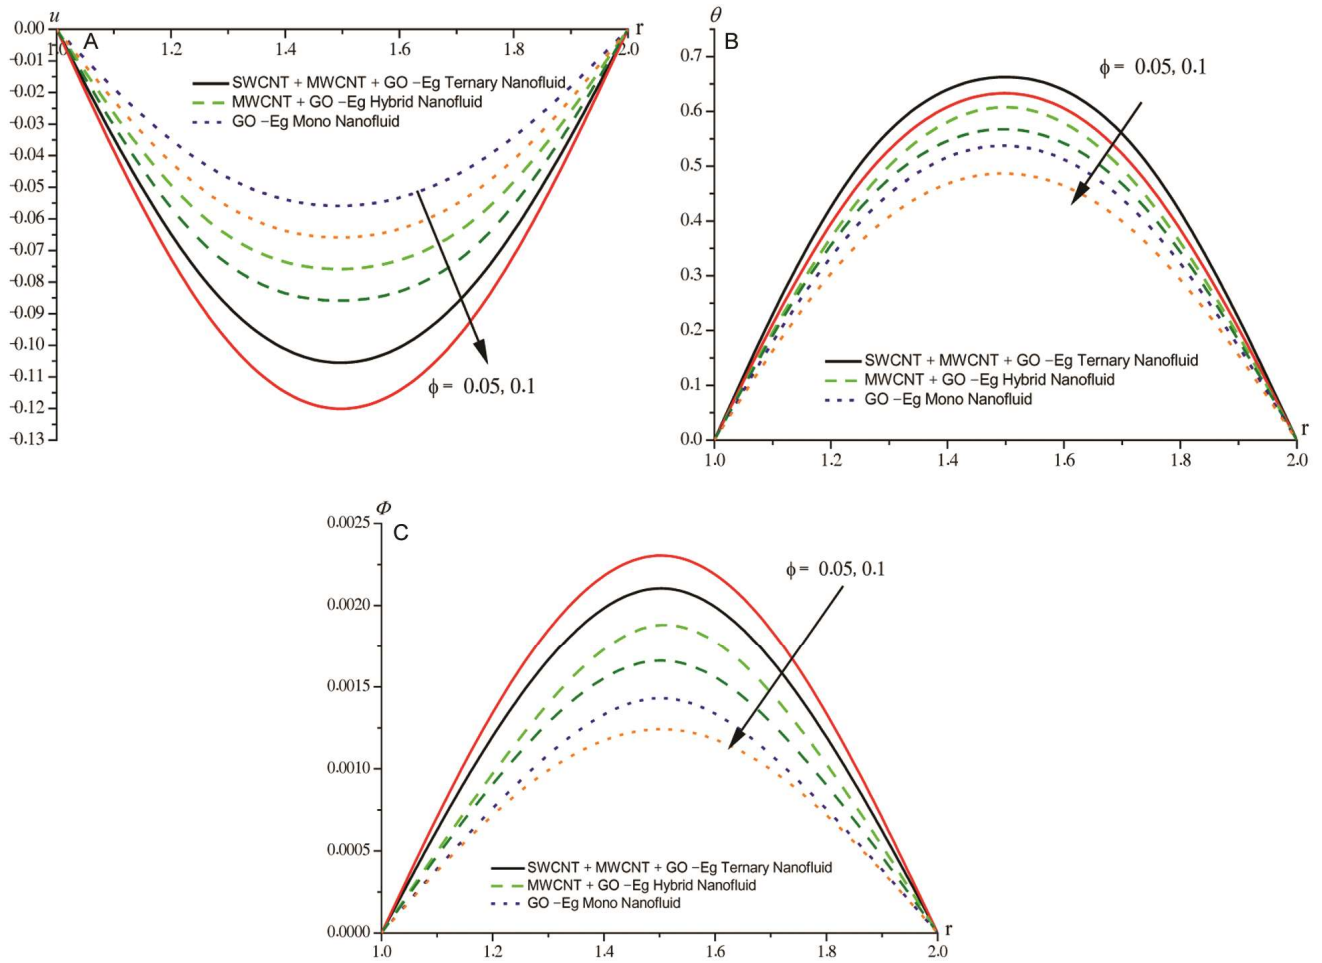 u
0.00
A
r
1.0
1.2
1.4
1.6
1.8
2.0
-0.01
-0.02
-0.03
-0.04
-0.05
-0.06
-0.07
-0.08
-0.09
-0.10
-0.11
-0.12
-0.13
SWCNT + MWCNT + GO –Eg Ternary Nanofluid
MWCNT + GO –Eg Hybrid Nanofluid
GO –Eg Mono Nanofluid
ϕ = 0.05, 0.1
θ
B
0.7
0.6
0.5
0.4
0.3
0.2
0.1
0.0
ϕ = 0.05, 0.1
SWCNT + MWCNT + GO –Eg Ternary Nanofluid
MWCNT + GO –Eg Hybrid Nanofluid
GO –Eg Mono Nanofluid
r
1.0
1.2
1.4
1.6
1.8
2.0
Φ
C
0.0025
0.0020
0.0015
0.0010
0.0005
0.0000
ϕ = 0.05, 0.1
SWCNT + MWCNT + GO –Eg Ternary Nanofluid
MWCNT + GO –Eg Hybrid Nanofluid
GO –Eg Mono Nanofluid
r
1.0
1.2
1.4
1.6
1.8
2.0